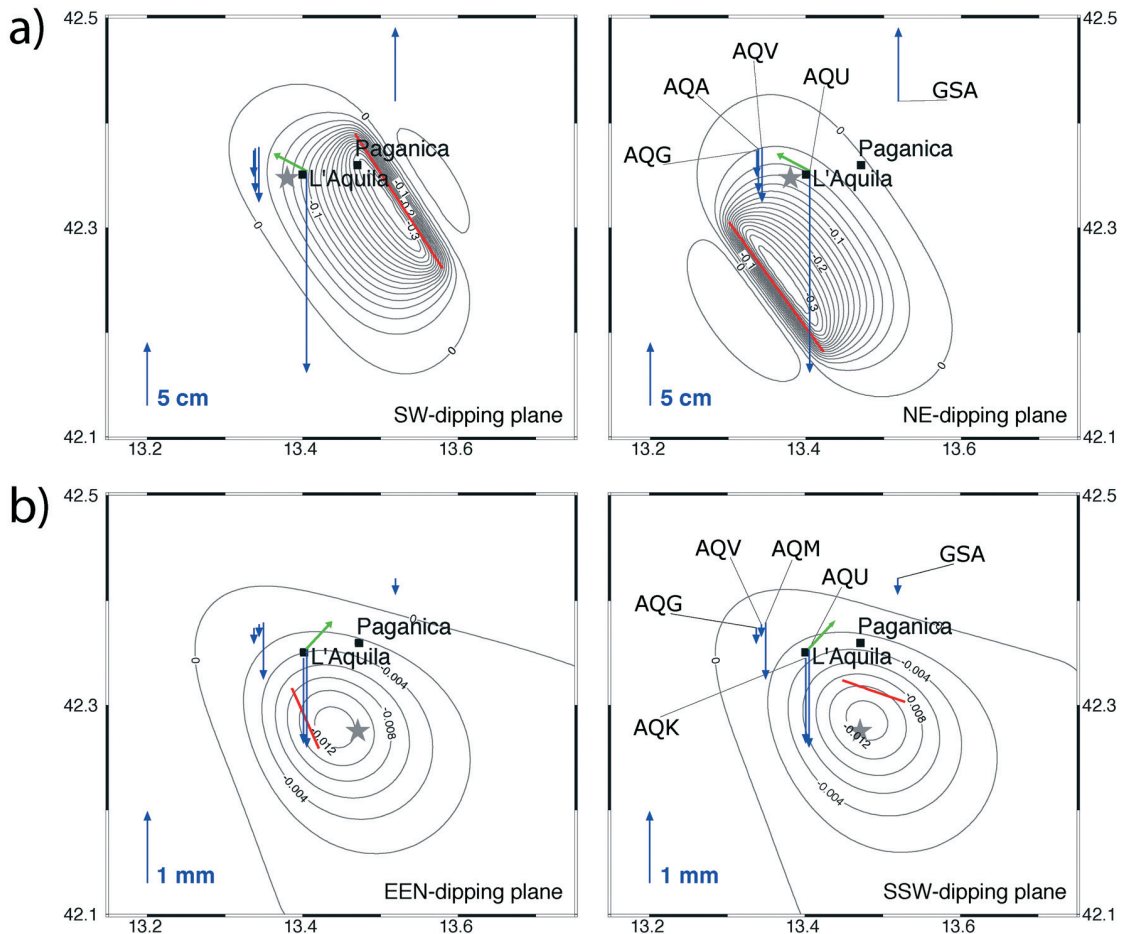 a)
42.5
42.3
42.1
13.2
13.4
13.6
0
0
0
-0.1
-0.1
-0.2
-0.3
Paganica
L'Aquila
5 cm
SW-dipping plane
42.5
42.3
42.1
13.2
13.4
13.6
AQV
AQA
AQU
GSA
AQG
0
0
0
-0.1
-0.1
-0.2
-0.3
Paganica
L'Aquila
5 cm
NE-dipping plane
b)
42.5
42.3
42.1
13.2
13.4
13.6
0
0
-0.004
-0.004
-0.008
-0.012
Paganica
L'Aquila
1 mm
EEN-dipping plane
42.5
42.3
42.1
13.2
13.4
13.6
AQV
AQM
GSA
AQU
AQG
AQK
0
0
-0.004
-0.004
-0.008
-0.012
Paganica
L'Aquila
1 mm
SSW-dipping plane